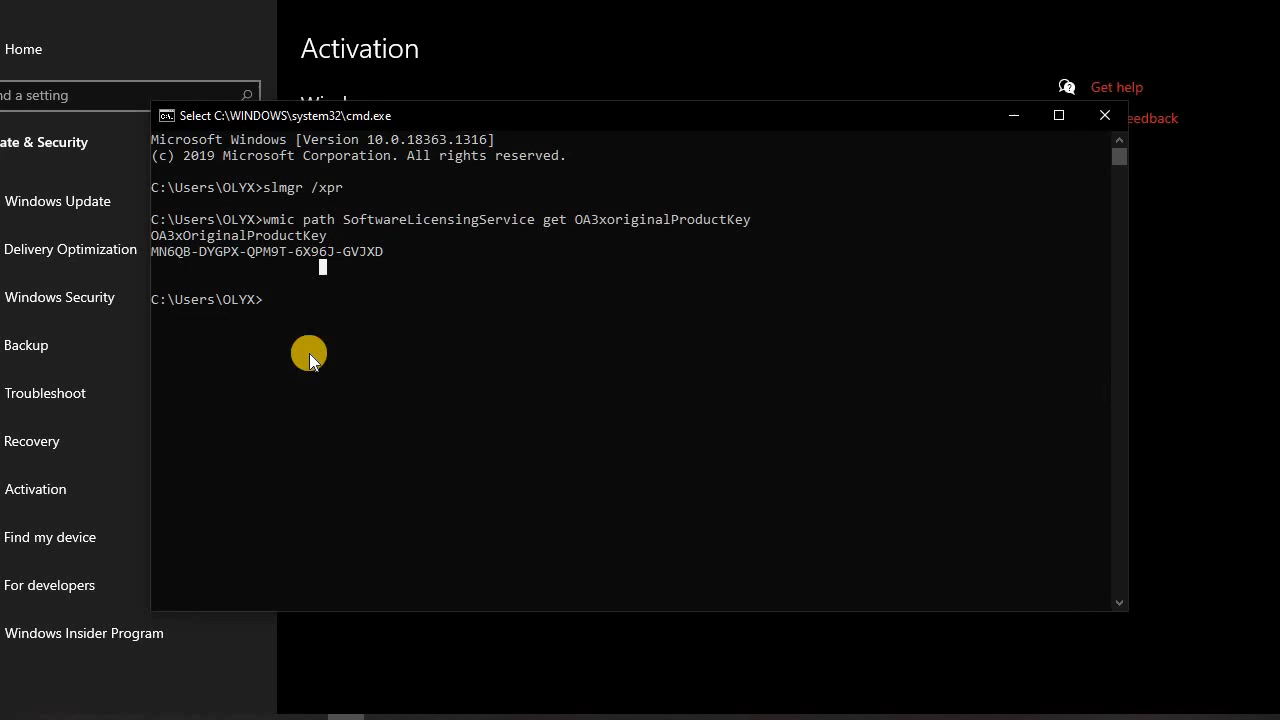 Home
Activation
nd a setting
Get help
eedback
Select C:\WINDOWS\system32\cmd.exe
ate & Security
Microsoft Windows [Version 10.0.18363.1316]
(c) 2019 Microsoft Corporation. All rights reserved.
C:\Users\OLYX>slmgr /xpr
C:\Users\OLYX>wmic path SoftwareLicensingService get OA3xoriginalProductKey
OA3xOriginalProductKey
MN6QB-DYGPX-QPM9T-6X96J-GVJXD
C:\Users\OLYX>
Windows Update
Delivery Optimization
Windows Security
Backup
Troubleshoot
Recovery
Activation
Find my device
For developers
Windows Insider Program